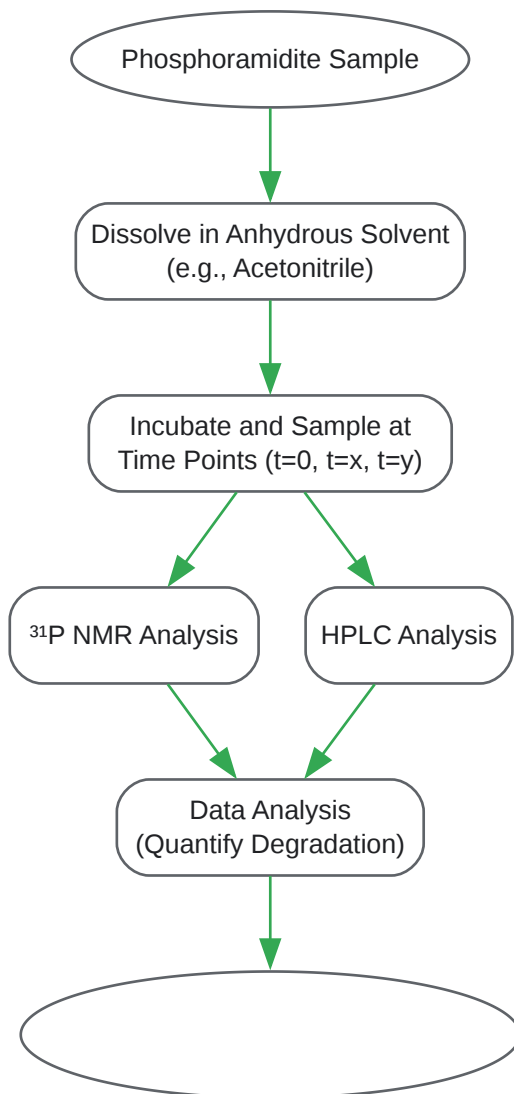 Phosphoramidite Sample
Dissolve in Anhydrous Solvent
(e.g., Acetonitrile)
Incubate and Sample at
Time Points (t=0, t=x, t=y)
³¹P NMR Analysis
HPLC Analysis
Data Analysis
(Quantify Degradation)